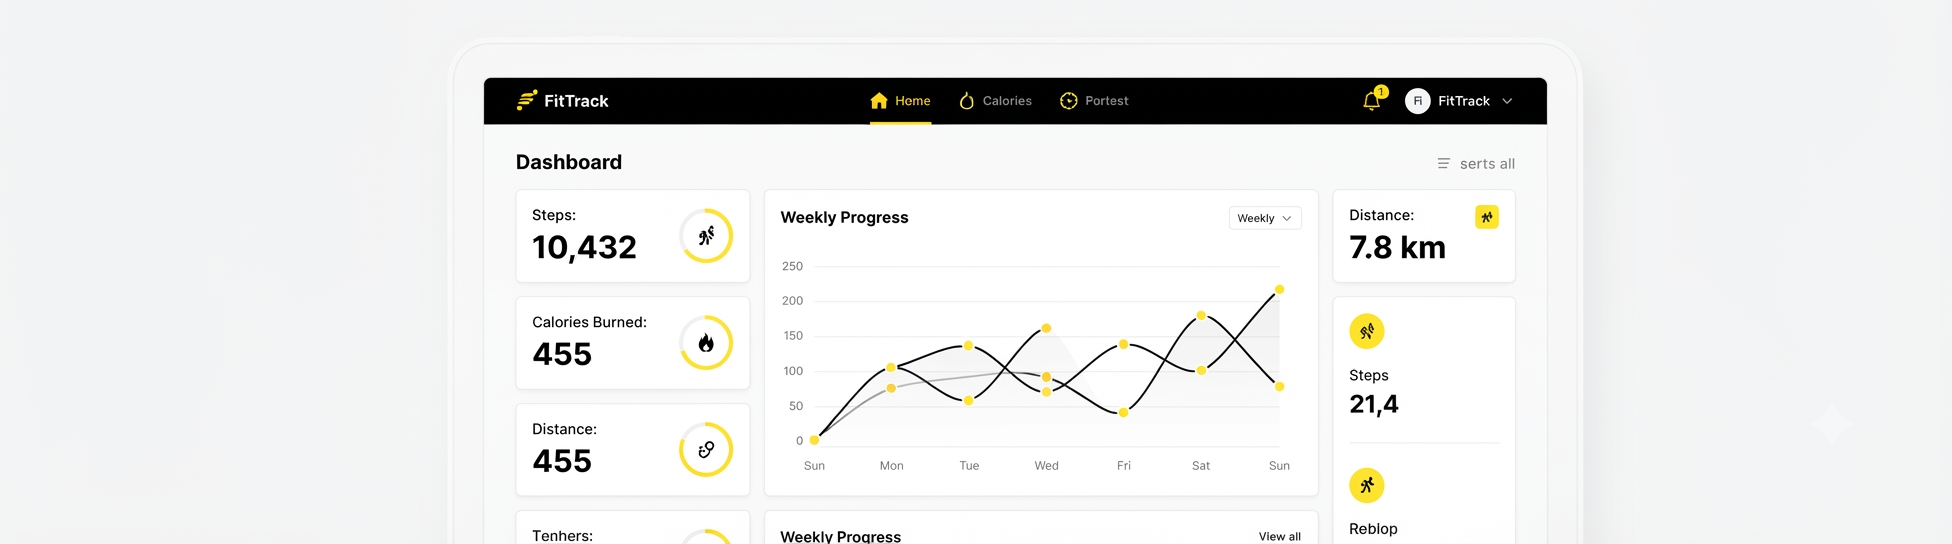 FitTrack
Home
Calories
Portest
1
Fi
FitTrack
Dashboard
serts all
Steps:
10,432
Calories Burned:
455
Distance:
455
Tenhers:
Weekly Progress
Weekly
250
200
150
100
50
0
Sun
Mon
Tue
Wed
Fri
Sat
Sun
Weekly Progress
View all
Distance:
7.8 km
Steps
21,4
Reblop